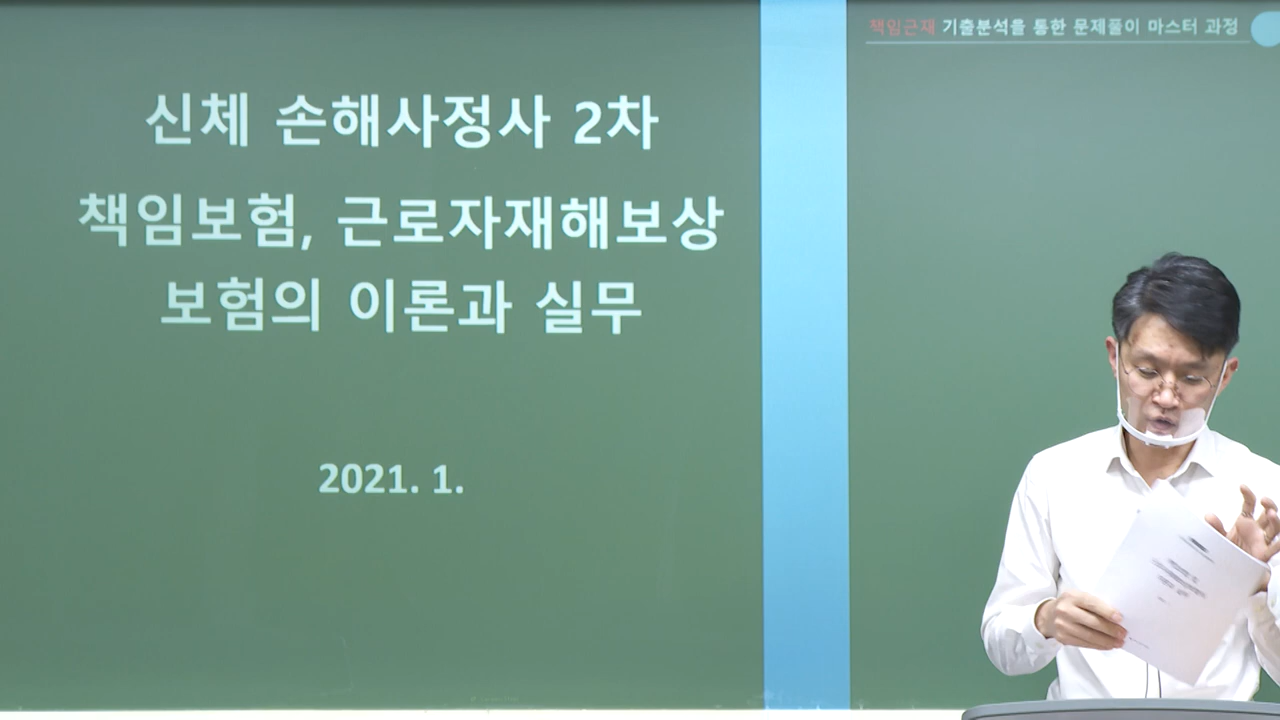 책임근재 기출분석을 통한 문제풀이 마스터 과정
신체 손해사정사 2차
책임보험, 근로자재해보상
보험의 이론과 실무
2021. 1.